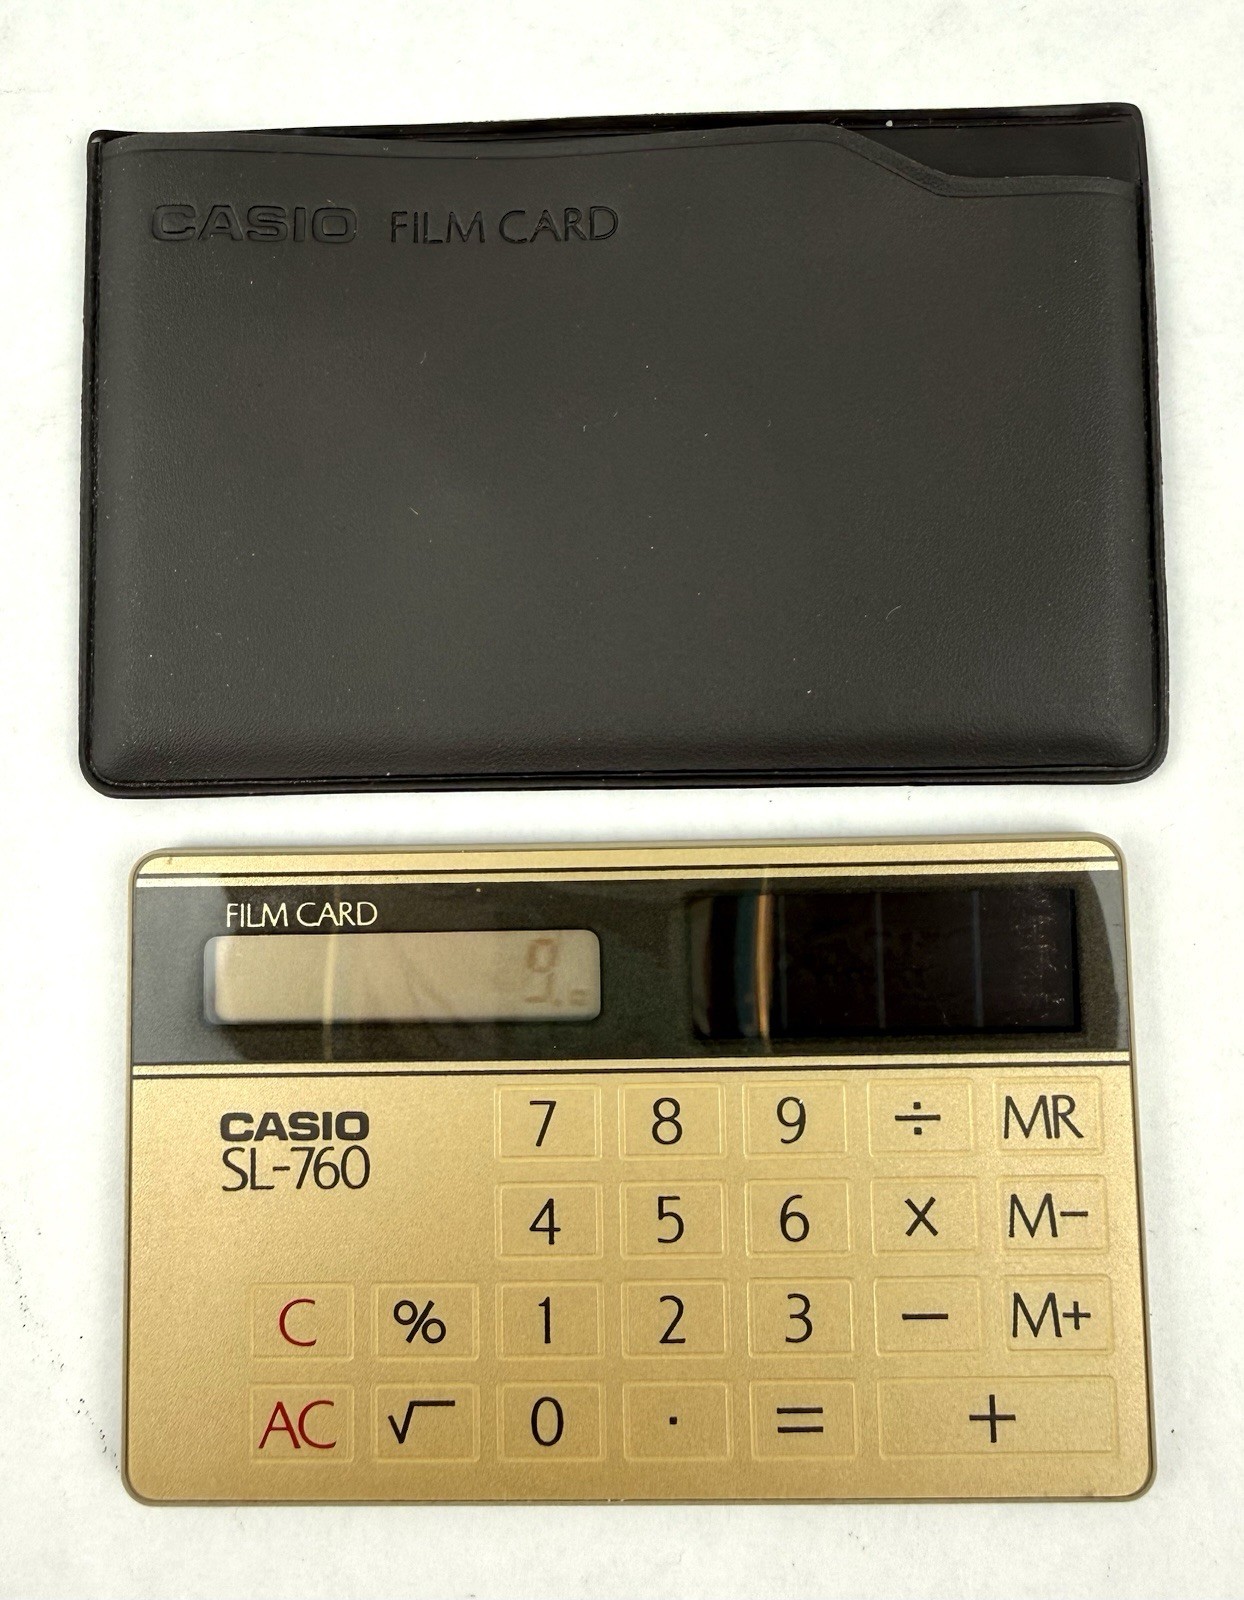 CASIO FILM CARD
FILM CARD
9.=
CASIO
SL-760
7 8 9 ÷ MR
4 5 6 × M−
C % 1 2 3 − M+
AC √ 0 · = +